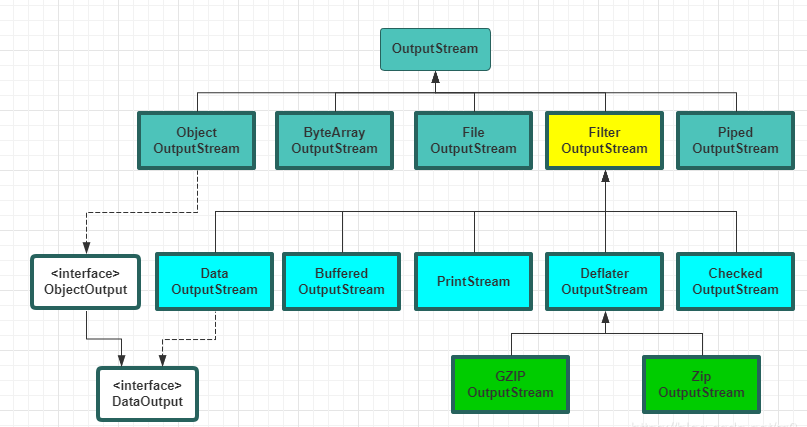 OutputStream
Object
OutputStream
ByteArray
OutputStream
File
OutputStream
Filter
OutputStream
Piped
OutputStream
<interface>
ObjectOutput
Data
OutputStream
Buffered
OutputStream
PrintStream
Deflater
OutputStream
Checked
OutputStream
<interface>
DataOutput
GZIP
OutputStream
Zip
OutputStream